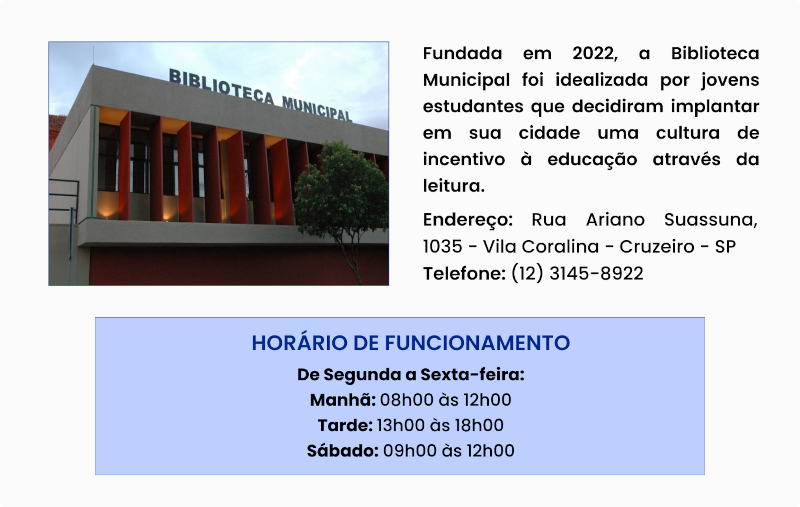 BIBLIOTECA MUNICIPAL
Fundada em 2022, a Biblioteca
Municipal foi idealizada por jovens
estudantes que decidiram implantar
em sua cidade uma cultura de
incentivo à educação através da
leitura.
Endereço: Rua Ariano Suassuna,
1035 - Vila Coralina - Cruzeiro - SP
Telefone: (12) 3145-8922
HORÁRIO DE FUNCIONAMENTO
De Segunda a Sexta-feira:
Manhã: 08h00 às 12h00
Tarde: 13h00 às 18h00
Sábado: 09h00 às 12h00